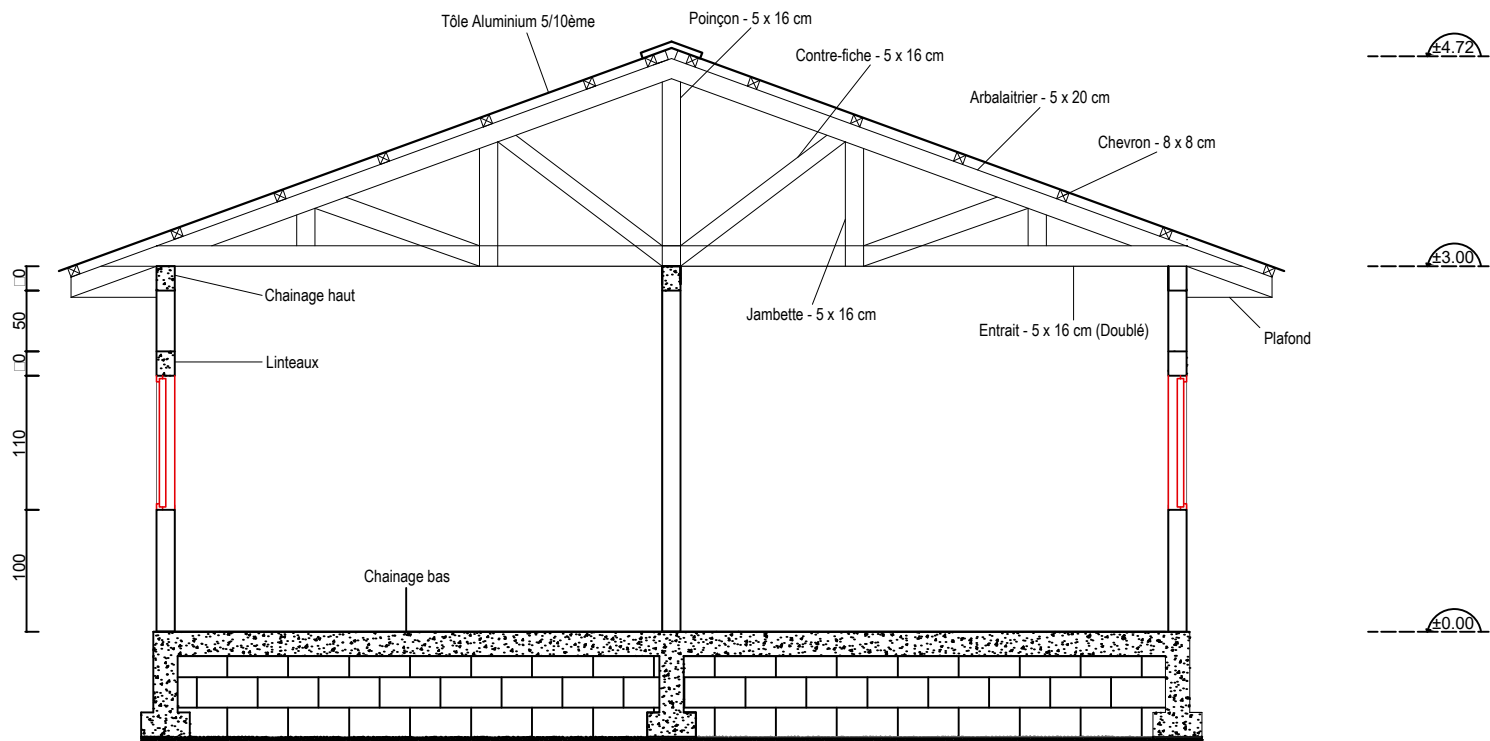 Tôle Aluminium 5/10ème
Poinçon - 5 x 16 cm
Contre-fiche - 5 x 16 cm
Arbalaitrier - 5 x 20 cm
Chevron - 8 x 8 cm
±4.72
±3.00
Chainage haut
Jambette - 5 x 16 cm
Entrait - 5 x 16 cm (Doublé)
Plafond
Linteaux
Chainage bas
±0.00
□0
50
□0
110
100